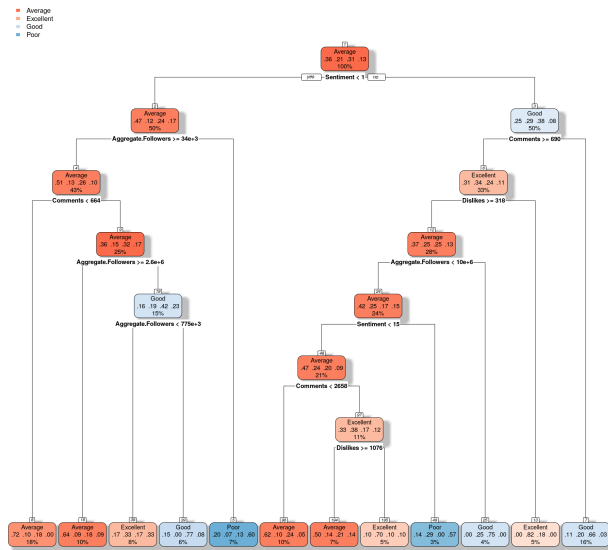 Average
Excellent
Good
Poor
Average
.36 .21 .31 .13
100%
yes Sentiment < 1 no
Average
.47 .12 .24 .17
50%
Good
.25 .29 .38 .08
50%
Aggregate.Followers >= 34e+3
Comments >= 690
Average
.51 .13 .26 .10
43%
Excellent
.31 .34 .24 .11
33%
Comments < 664
Dislikes >= 318
Average
.36 .15 .32 .17
25%
Average
.37 .25 .25 .13
28%
Aggregate.Followers >= 2.6e+6
Aggregate.Followers < 10e+6
Good
.16 .19 .42 .23
15%
Average
.42 .25 .17 .15
24%
Aggregate.Followers < 775e+3
Sentiment < 15
Average
.47 .24 .20 .09
21%
Comments < 2658
Excellent
.33 .38 .17 .12
11%
Dislikes >= 1076
Average
.72 .10 .18 .00
18%
Average
.64 .09 .18 .09
10%
Excellent
.17 .33 .17 .33
8%
Good
.15 .00 .77 .08
6%
Poor
.20 .07 .13 .60
7%
Average
.62 .10 .24 .05
10%
Average
.50 .14 .21 .14
7%
Excellent
.10 .70 .10 .10
5%
Poor
.14 .29 .00 .57
3%
Good
.00 .25 .75 .00
4%
Excellent
.00 .82 .18 .00
5%
Good
.11 .20 .66 .03
16%